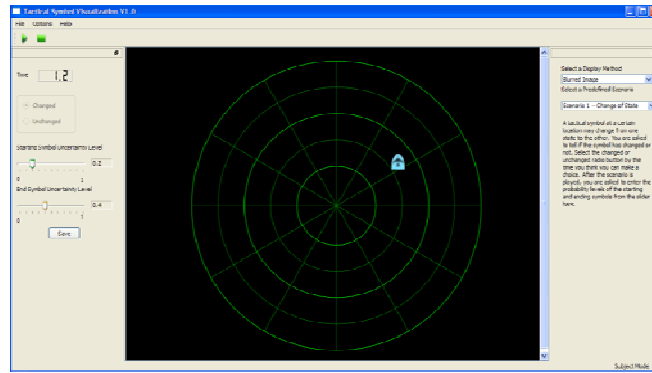 Tactical Symbol Visualization V1.0
File Options Help
Time 1.2
Changed
Unchanged
Starting Symbol Uncertainty Level
0.2
0 1
End Symbol Uncertainty Level
0.4
0 1
Save
Select a Display Method
Blurred Image
Select a Predefined Scenario
Scenario 1 - Change of State
A tactical symbol at a certain
location may change from one
state to the other. You are asked
to tell if the symbol has changed or
not. Select the changed or
unchanged radio button by the
time you think you can make a
choice. After the scenario is
played, you are asked to enter the
probability levels of the starting
and ending symbols from the slider
here.
Subject Mode